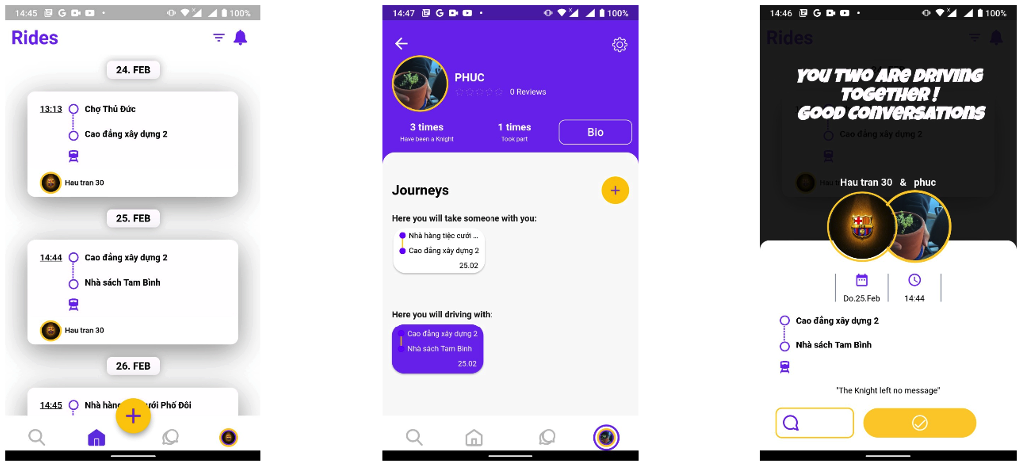 14:45
100%
Rides
24. FEB
13:13 Chợ Thủ Đức
Cao đẳng xây dựng 2
Hau tran 30
25. FEB
14:44 Cao đẳng xây dựng 2
Nhà sách Tam Bình
Hau tran 30
26. FEB
14:45 Nhà hàng ưới Phố Đôi
14:47
100%
PHUC
0 Reviews
3 times
Have been a Knight
1 times
Took part
Bio
Journeys
Here you will take someone with you:
Nhà hàng tiệc cưới ...
Cao đẳng xây dựng 2
25.02
Here you will driving with:
Cao đẳng xây dựng 2
Nhà sách Tam Bình
25.02
14:46
100%
Rides
YOU TWO ARE DRIVING
TOGETHER !
GOOD CONVERSATIONS
Cao đẳng xây dựng 2
Hau tran 30 & phuc
Do.25.Feb
14:44
Cao đẳng xây dựng 2
Nhà sách Tam Bình
"The Knight left no message"